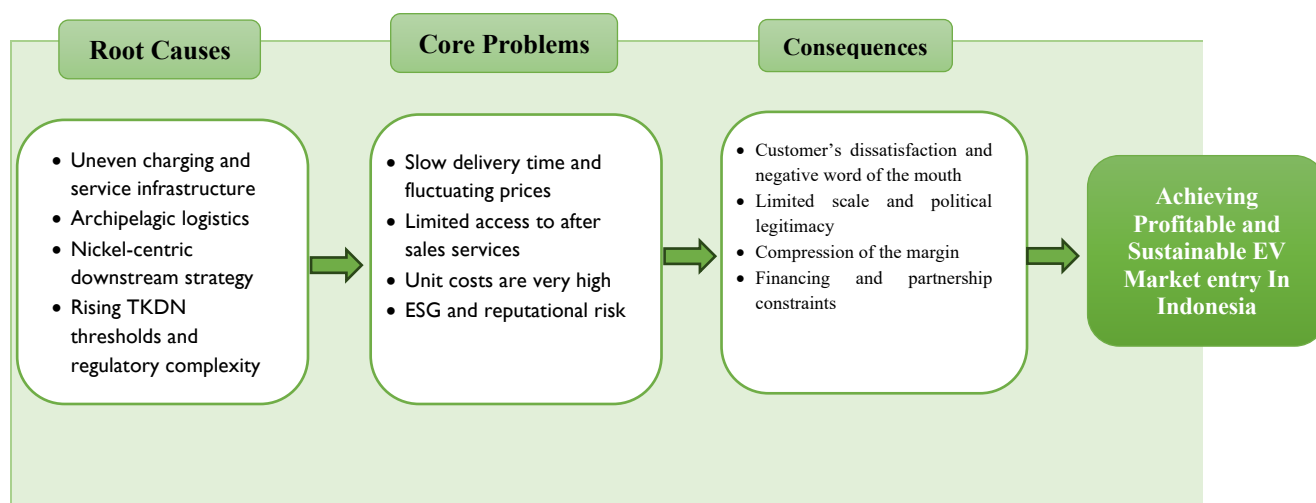 Root Causes
Core Problems
Consequences
• Uneven charging and
service infrastructure
• Archipelagic logistics
• Nickel-centric
downstream strategy
• Rising TKDN
thresholds and
regulatory complexity
• Slow delivery time and
fluctuating prices
• Limited access to after
sales services
• Unit costs are very high
• ESG and reputational risk
• Customer's dissatisfaction and
negative word of the mouth
• Limited scale and political
legitimacy
• Compression of the margin
• Financing and partnership
constraints
Achieving
Profitable and
Sustainable EV
Market entry In
Indonesia